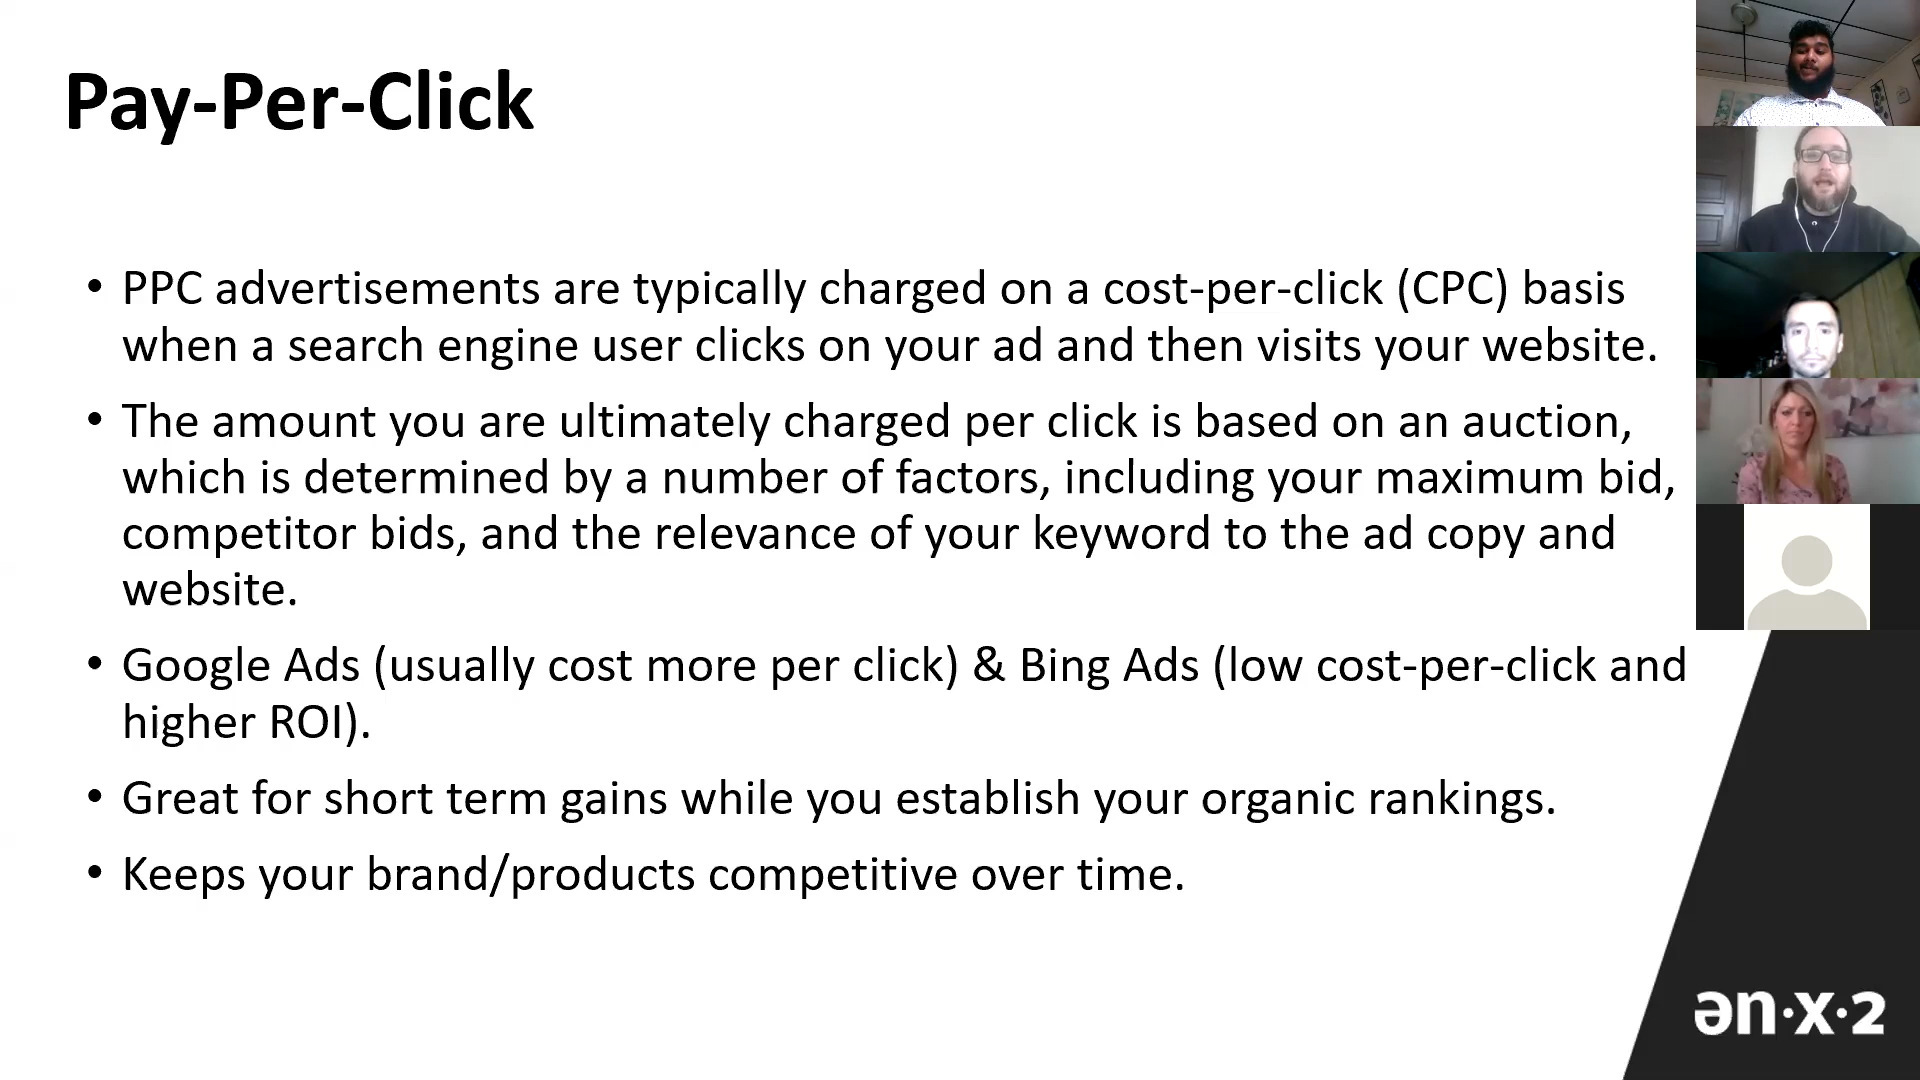 Pay-Per-Click
• PPC advertisements are typically charged on a cost-per-click (CPC) basis
when a search engine user clicks on your ad and then visits your website.
• The amount you are ultimately charged per click is based on an auction,
which is determined by a number of factors, including your maximum bid,
competitor bids, and the relevance of your keyword to the ad copy and
website.
• Google Ads (usually cost more per click) & Bing Ads (low cost-per-click and
higher ROI).
• Great for short term gains while you establish your organic rankings.
• Keeps your brand/products competitive over time.
ən·x·2